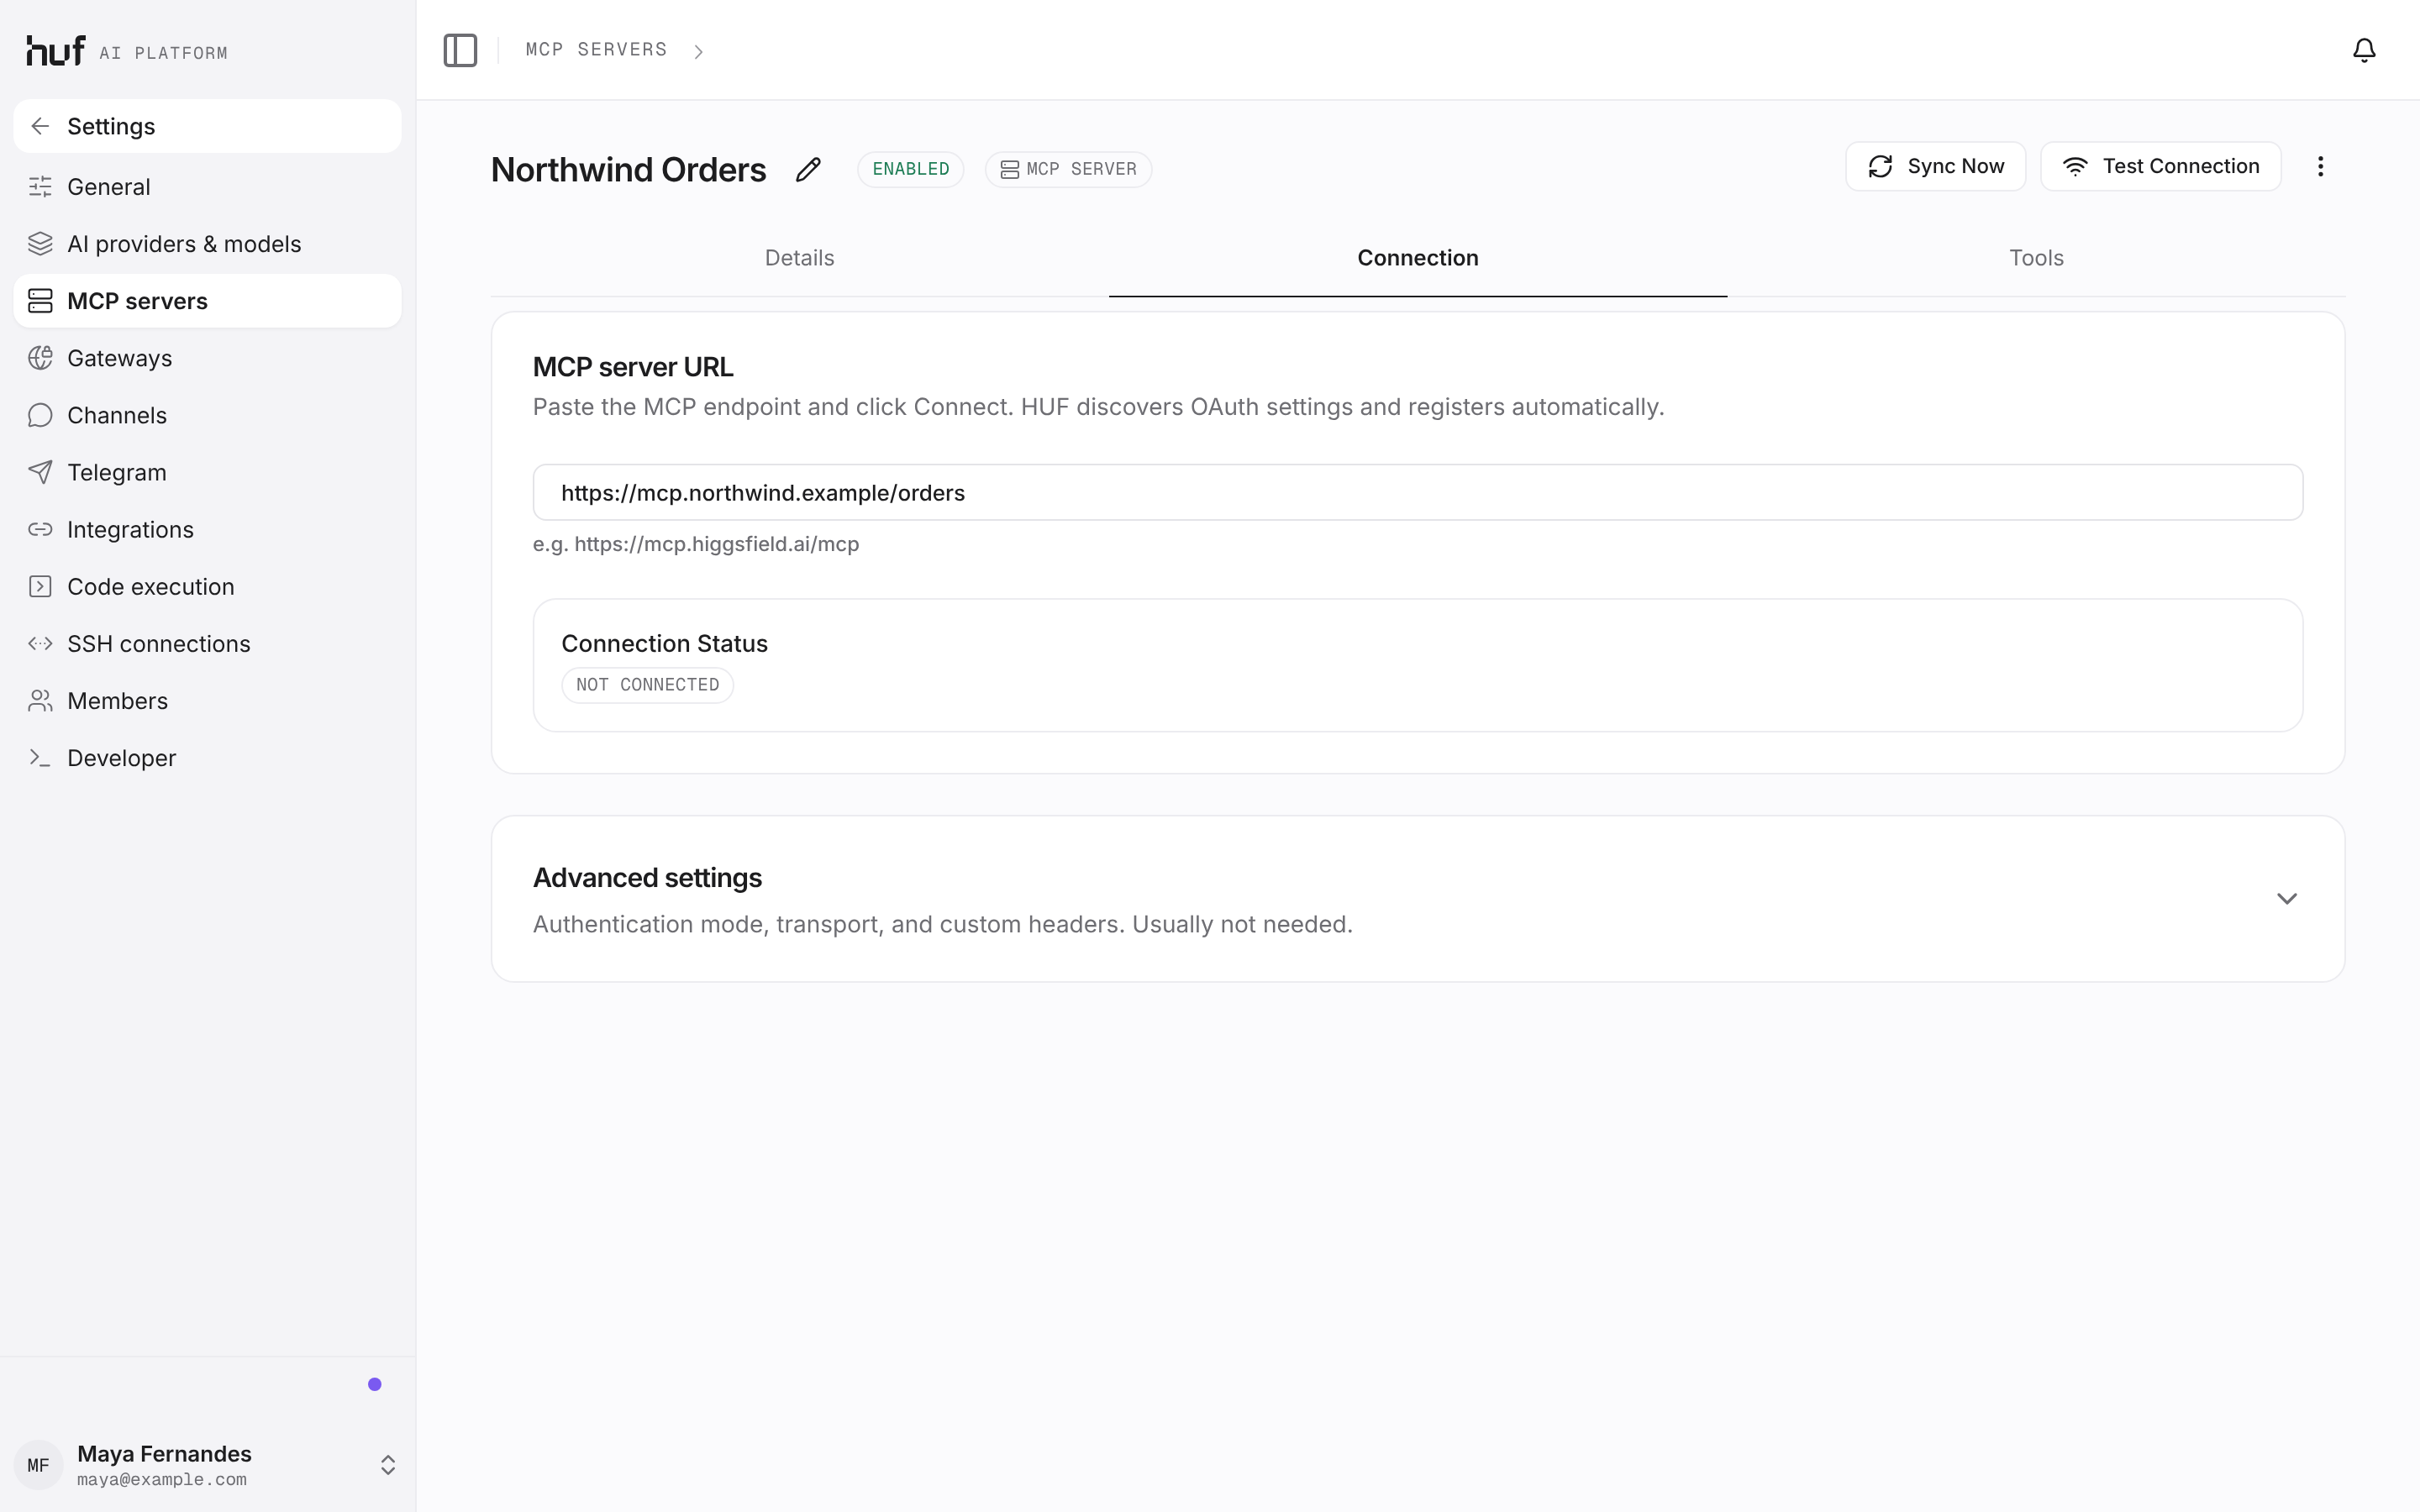 huf AI PLATFORM
Settings
General
AI providers & models
MCP servers
Gateways
Channels
Telegram
Integrations
Code execution
SSH connections
Members
Developer
MF
Maya Fernandes
maya@example.com
MCP SERVERS
Northwind Orders
ENABLED
MCP SERVER
Sync Now
Test Connection
Details
Connection
Tools
MCP server URL
Paste the MCP endpoint and click Connect. HUF discovers OAuth settings and registers automatically.
https://mcp.northwind.example/orders
e.g. https://mcp.higgsfield.ai/mcp
Connection Status
NOT CONNECTED
Advanced settings
Authentication mode, transport, and custom headers. Usually not needed.